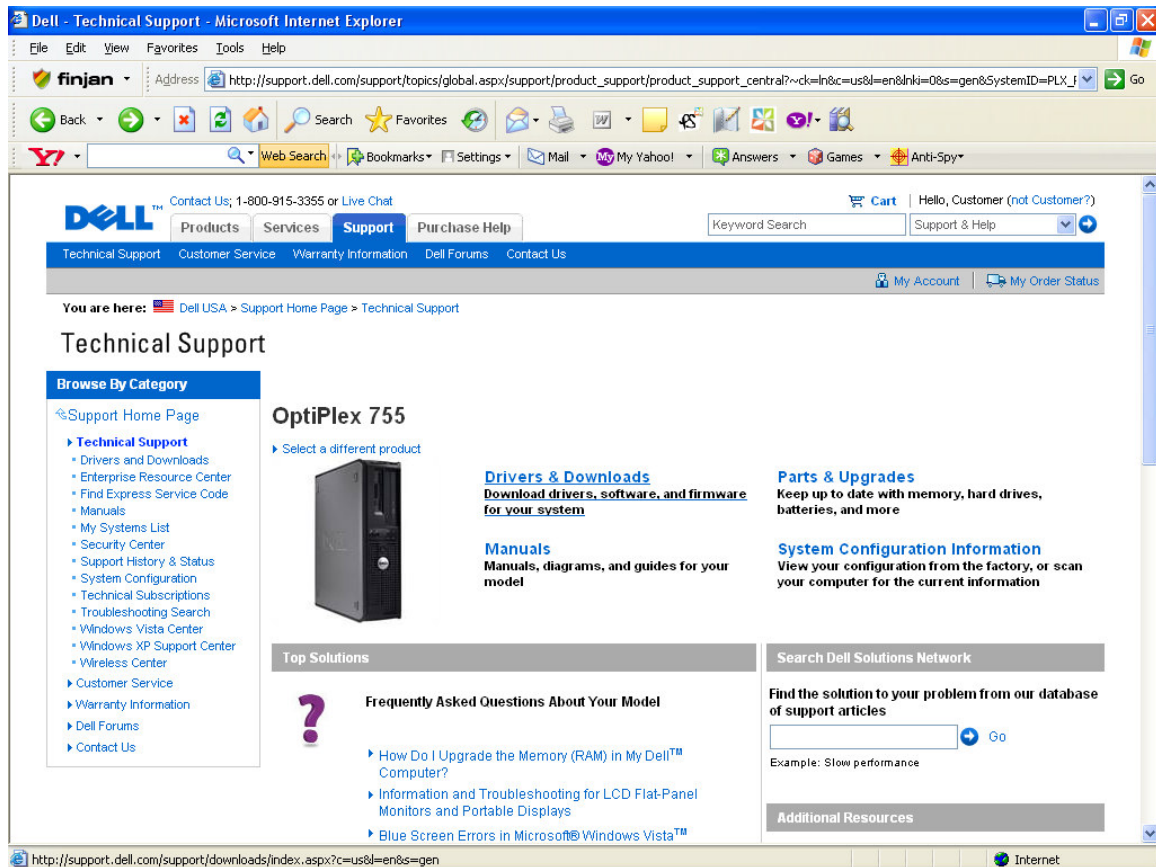 Dell - Technical Support - Microsoft Internet Explorer
File Edit View Favorites Tools Help
finjan Address http://support.dell.com/support/topics/global.aspx/support/product_support/product_support_central?~ck=ln&c=us&l=en&lnki=0&s=gen&SystemID=PLX_ Go
Back Search Favorites
Y! Web Search Bookmarks Settings Mail My My Yahoo! Answers Games Anti-Spy
Contact Us; 1-800-915-3355 or Live Chat
Cart | Hello, Customer (not Customer?)
DELL™ Products Services Support Purchase Help
Keyword Search Support & Help
Technical Support Customer Service Warranty Information Dell Forums Contact Us
My Account | My Order Status
You are here: Dell USA > Support Home Page > Technical Support
Technical Support
Browse By Category
Support Home Page
Technical Support
Drivers and Downloads
Enterprise Resource Center
Find Express Service Code
Manuals
My Systems List
Security Center
Support History & Status
System Configuration
Technical Subscriptions
Troubleshooting Search
Windows Vista Center
Windows XP Support Center
Wireless Center
Customer Service
Warranty Information
Dell Forums
Contact Us
OptiPlex 755
Select a different product
Drivers & Downloads
Download drivers, software, and firmware
for your system
Parts & Upgrades
Keep up to date with memory, hard drives,
batteries, and more
Manuals
Manuals, diagrams, and guides for your
model
System Configuration Information
View your configuration from the factory, or scan
your computer for the current information
Top Solutions
Frequently Asked Questions About Your Model
How Do I Upgrade the Memory (RAM) in My Dell™
Computer?
Information and Troubleshooting for LCD Flat-Panel
Monitors and Portable Displays
Blue Screen Errors in Microsoft® Windows Vista™
Search Dell Solutions Network
Find the solution to your problem from our database
of support articles
Go
Example: Slow performance
Additional Resources
http://support.dell.com/support/downloads/index.aspx?c=us&l=en&s=gen
Internet